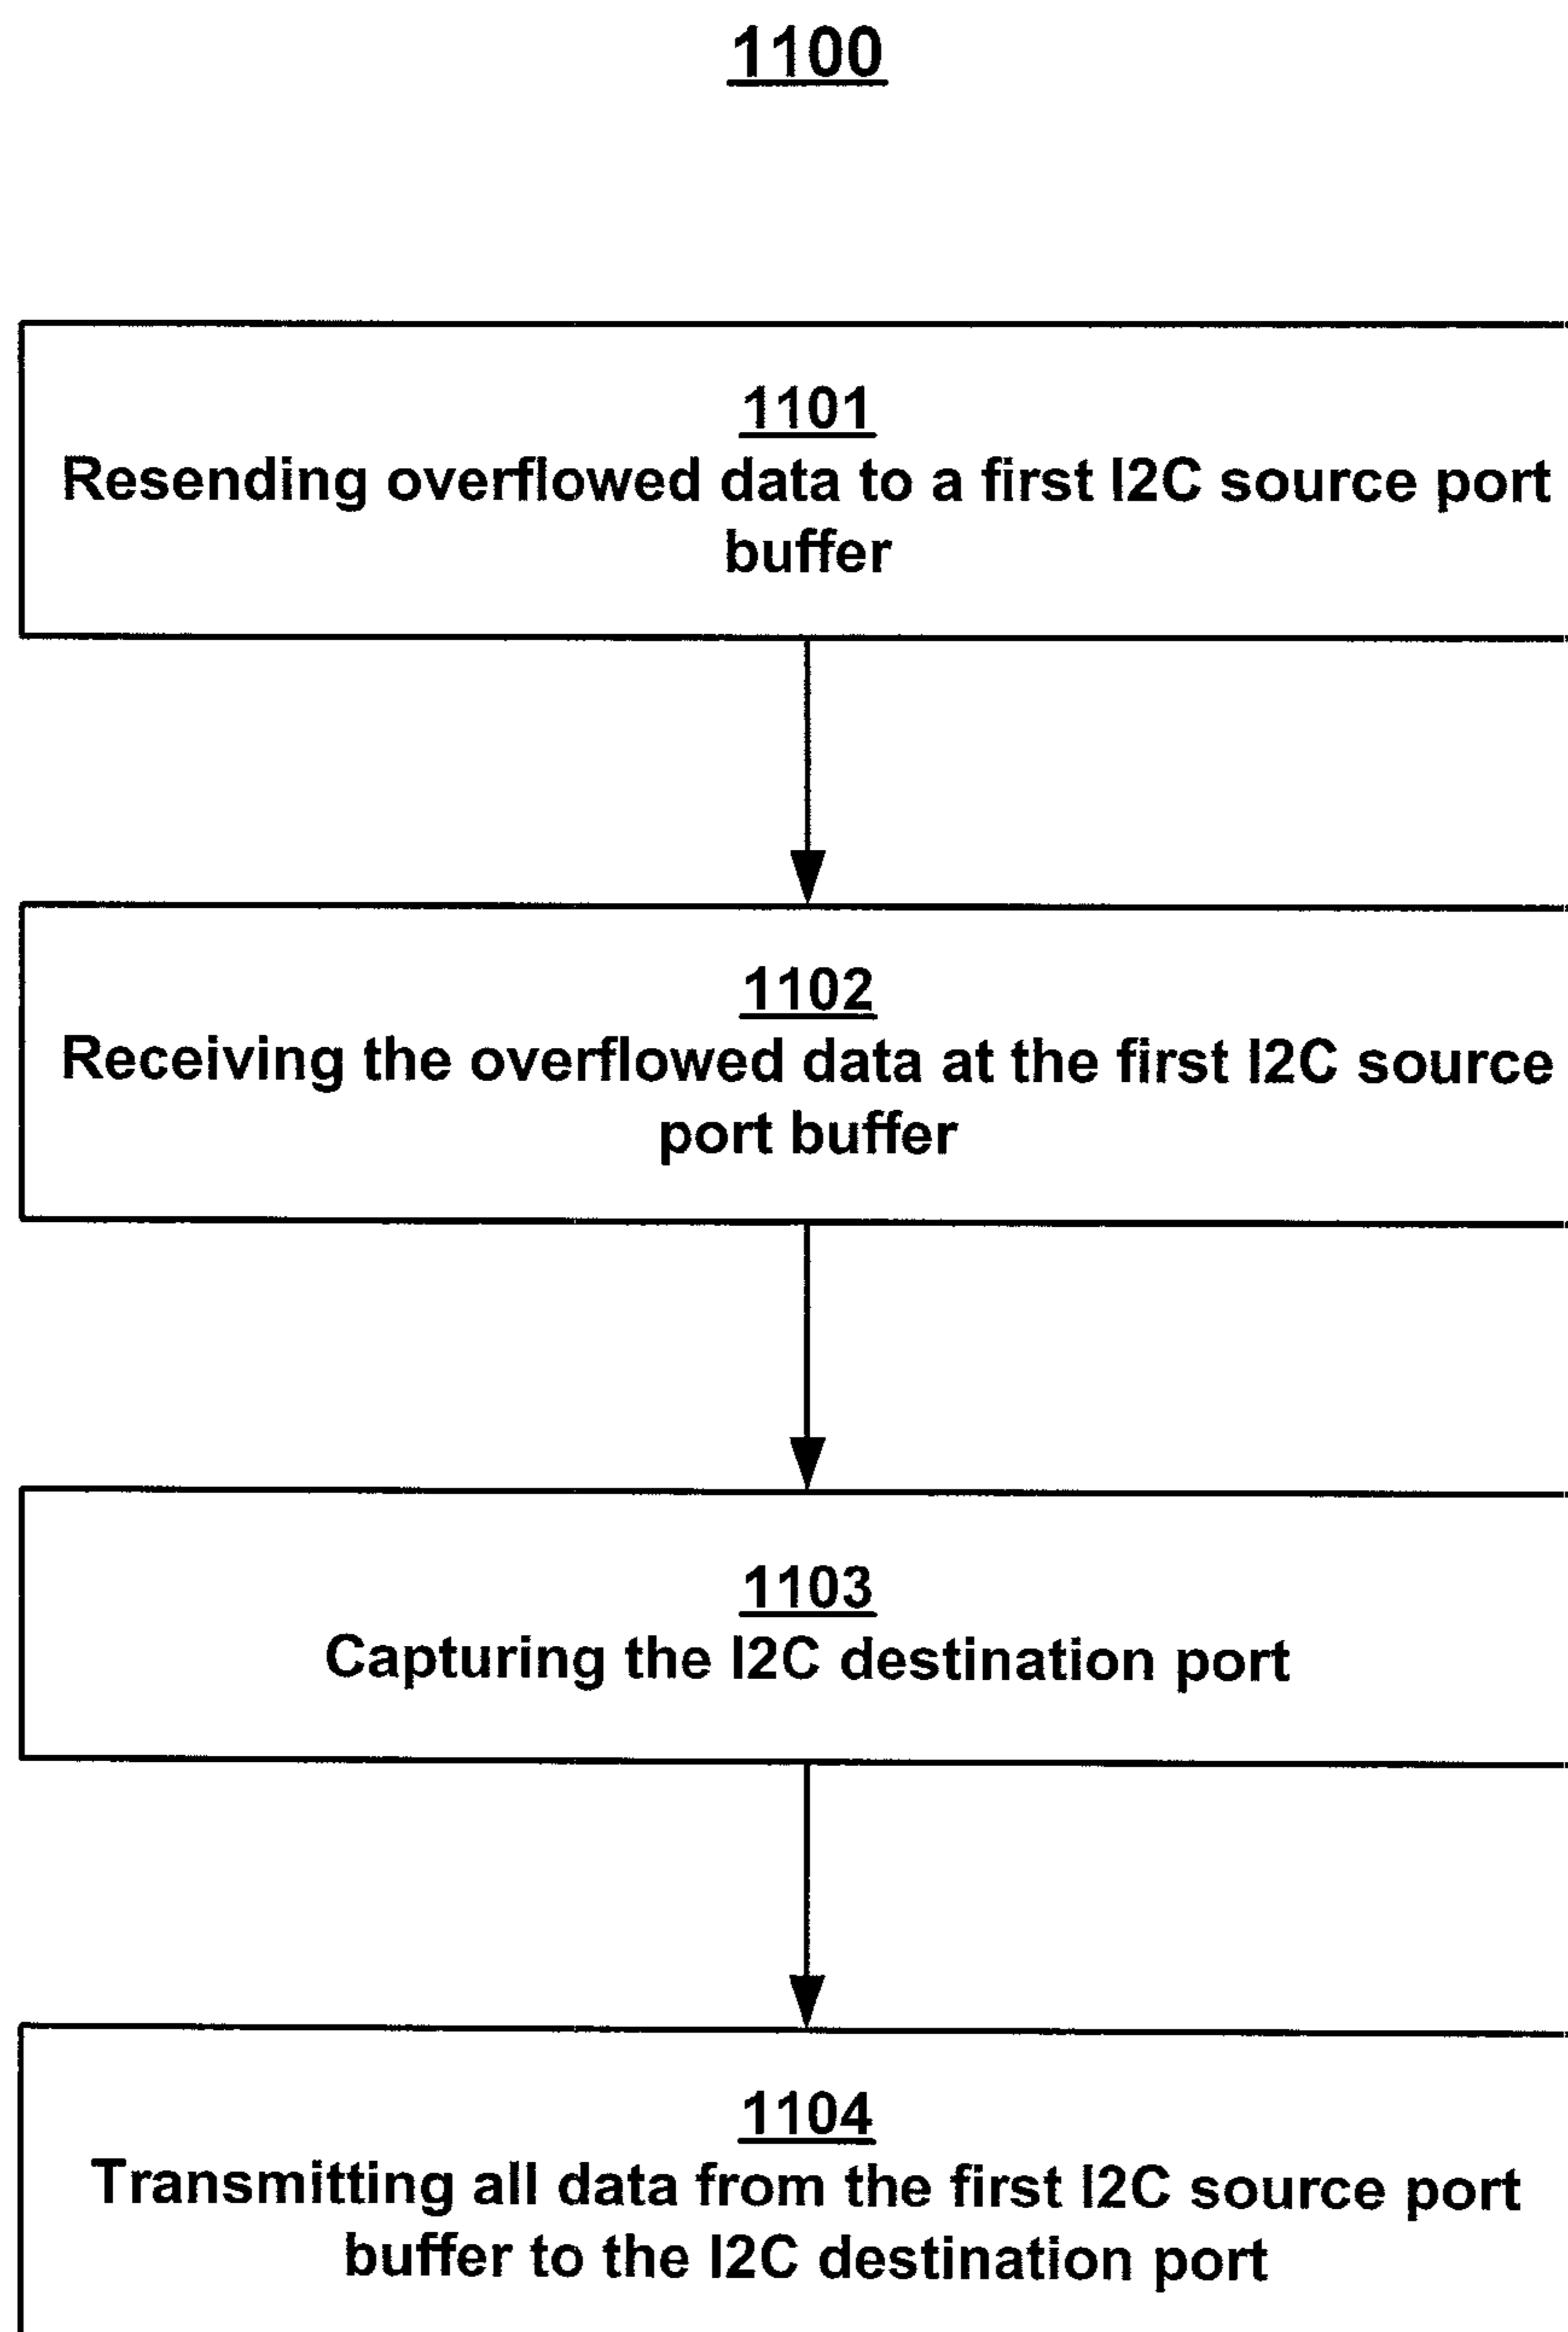 1100
1101
Resending overflowed data to a first I2C source port
buffer
1102
Receiving the overflowed data at the first I2C source
port buffer
1103
Capturing the I2C destination port
1104
Transmitting all data from the first I2C source port
buffer to the I2C destination port